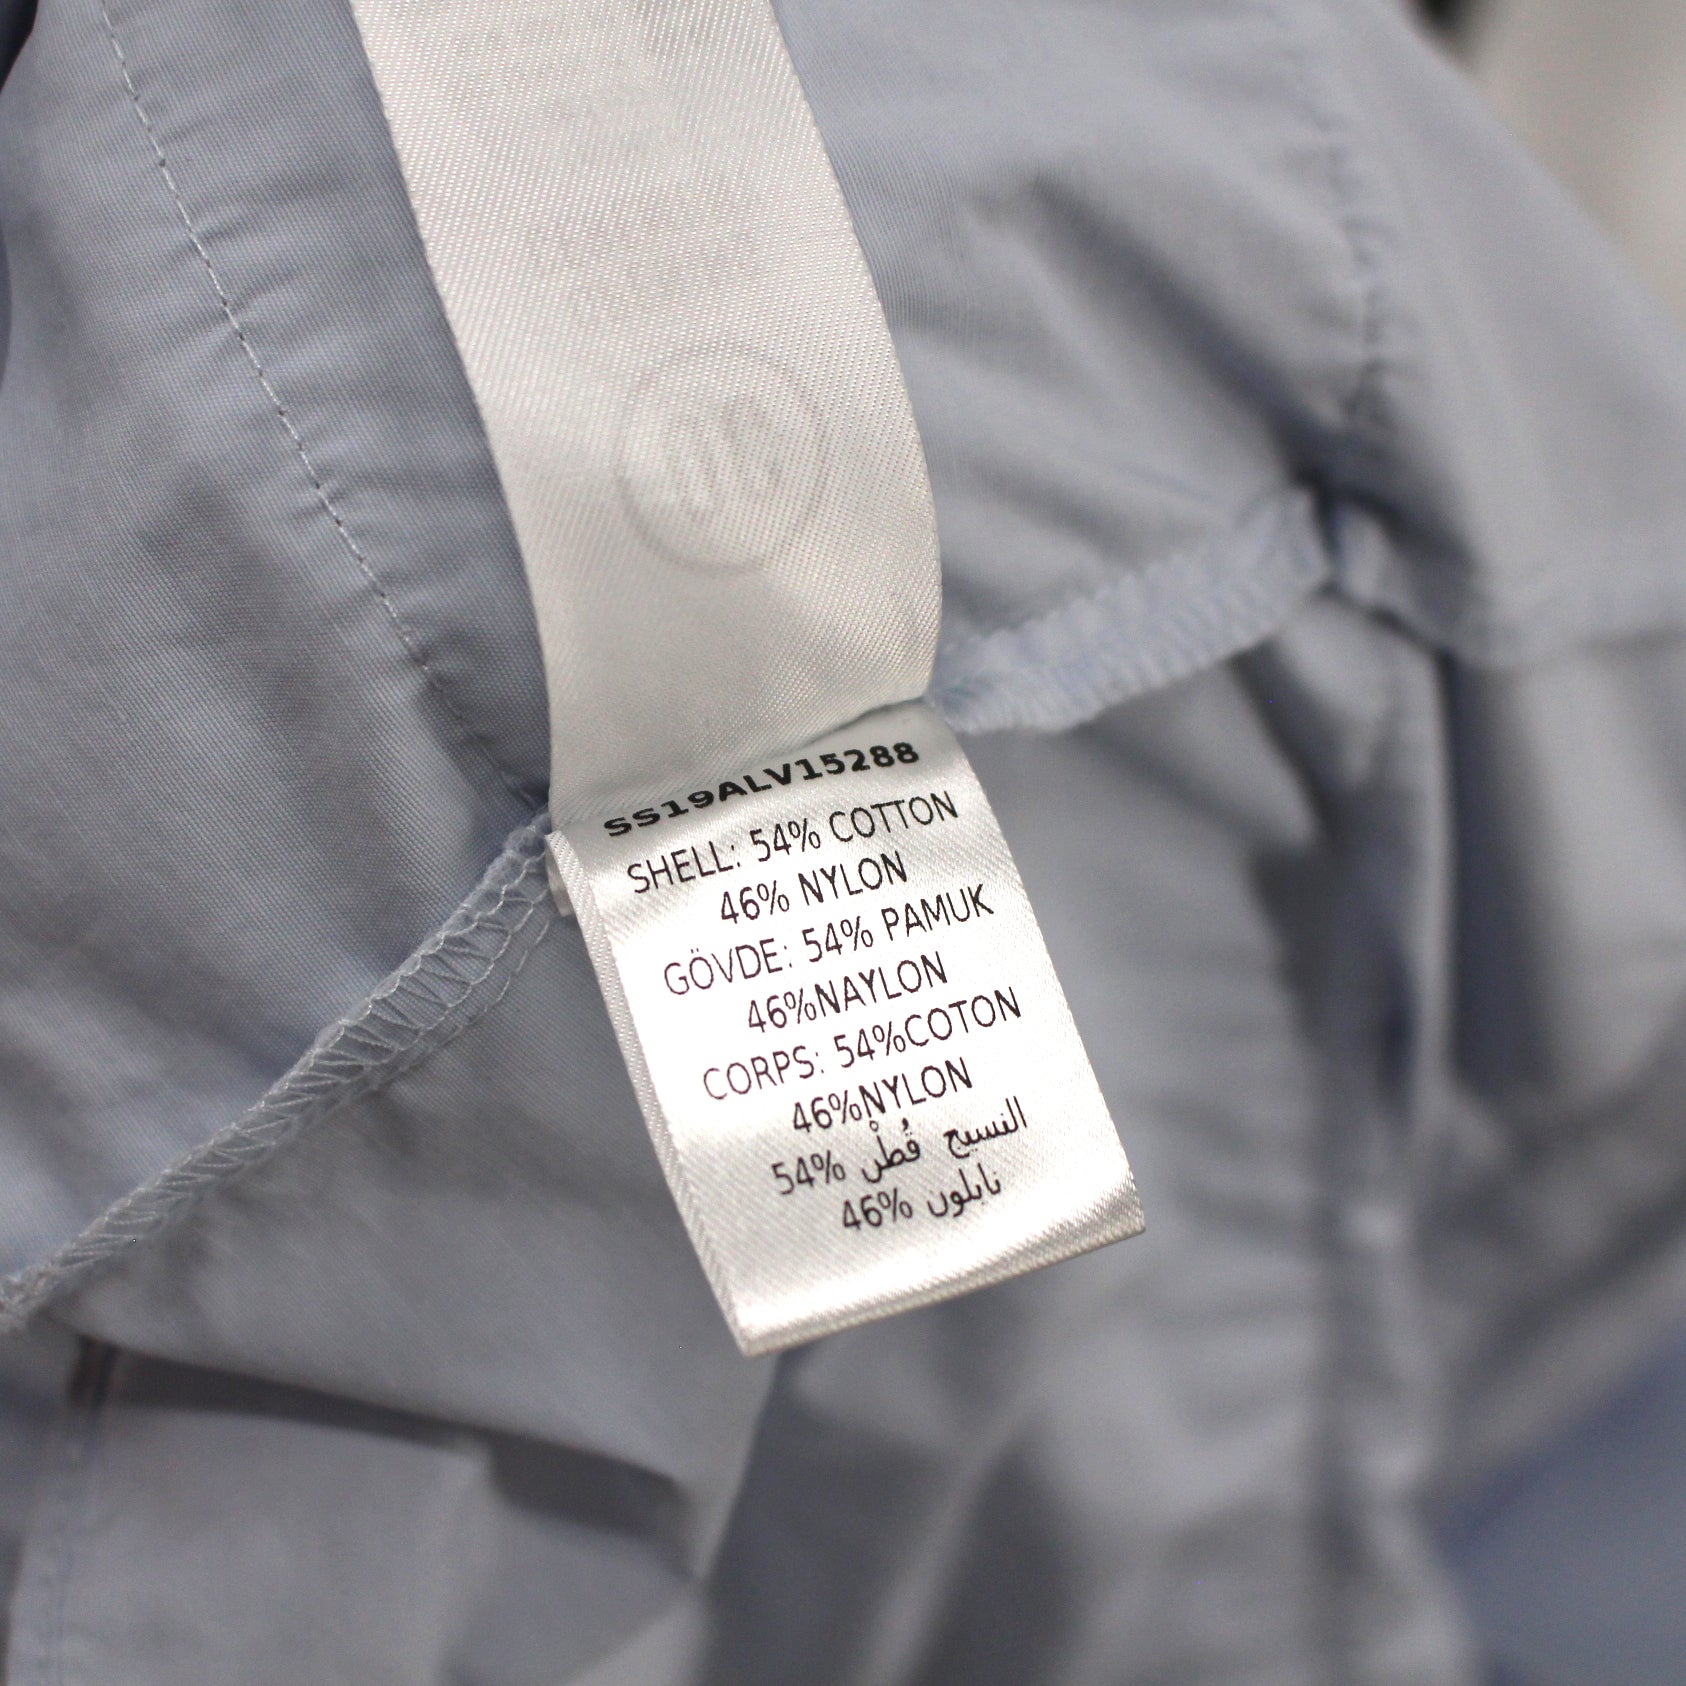 SS19ALV15288
SHELL: 54% COTTON
46% NYLON
GÖVDE: 54% PAMUK
46%NAYLON
CORPS: 54%COTON
46%NYLON
النسيج قُطْن 54%
نايلون 46%